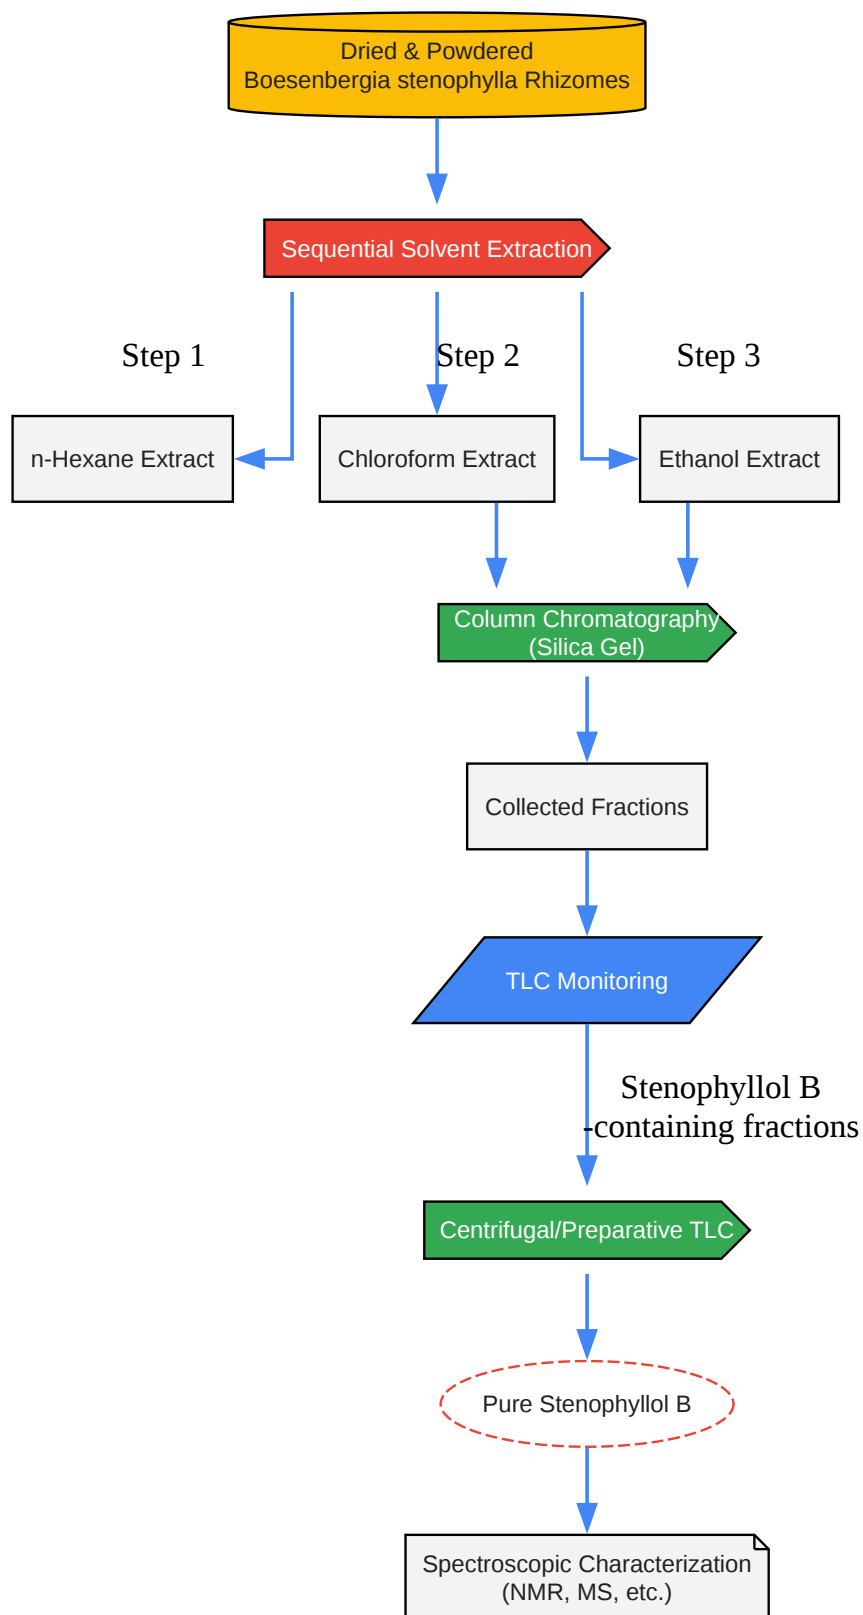 Dried & Powdered
Boesenbergia stenophylla Rhizomes
Sequential Solvent Extraction
Step 1
Step 2
Step 3
n-Hexane Extract
Chloroform Extract
Ethanol Extract
Column Chromatography
(Silica Gel)
Collected Fractions
TLC Monitoring
Stenophyllol B
-containing fractions
Centrifugal/Preparative TLC
Pure Stenophyllol B
Spectroscopic Characterization
(NMR, MS, etc.)